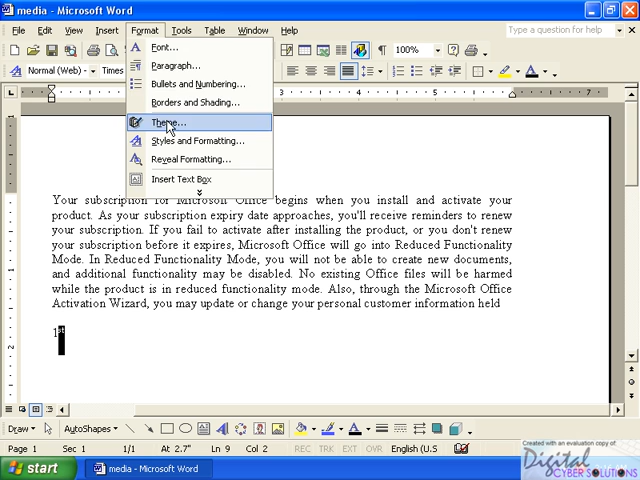 media - Microsoft Word
File Edit View Insert Format Tools Table Window Help
Type a question for help
100%
Normal (Web) Times
Font...
Paragraph...
Bullets and Numbering...
Borders and Shading...
Theme...
Styles and Formatting...
Reveal Formatting...
Insert Text Box
3 4 5 6 7
Your subscription for Microsoft Office begins when you install and activate your
product. As your subscription expiry date approaches, you'll receive reminders to renew
your subscription. If you fail to activate after installing the product, or you don't renew
your subscription before it expires, Microsoft Office will go into Reduced Functionality
Mode. In Reduced Functionality Mode, you will not be able to create new documents,
and additional functionality may be disabled. No existing Office files will be harmed
while the product is in reduced functionality mode. Also, through the Microsoft Office
Activation Wizard, you may update or change your personal customer information held
1st
Draw AutoShapes
Page 1 Sec 1 1/1 At 2.7" Ln 9 Col 2 REC TRK EXT OVR English (U.S
Created with an evaluation copy of
Digital
CYBER SOLUTIONS
start media - Microsoft Word